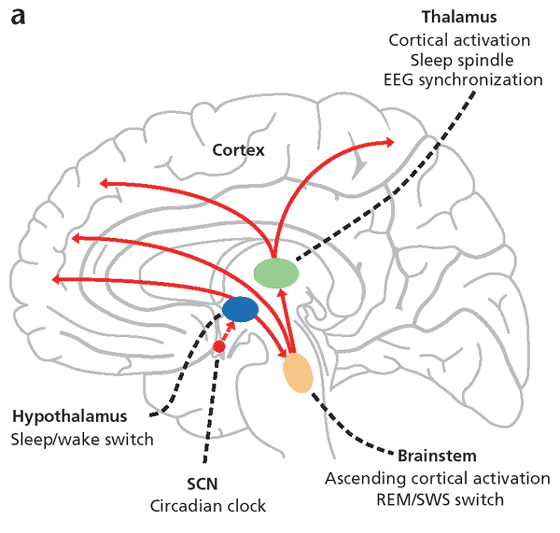 a
Thalamus
Cortical activation
Sleep spindle
EEG synchronization
Cortex
Hypothalamus
Sleep/wake switch
SCN
Circadian clock
Brainstem
Ascending cortical activation
REM/SWS switch